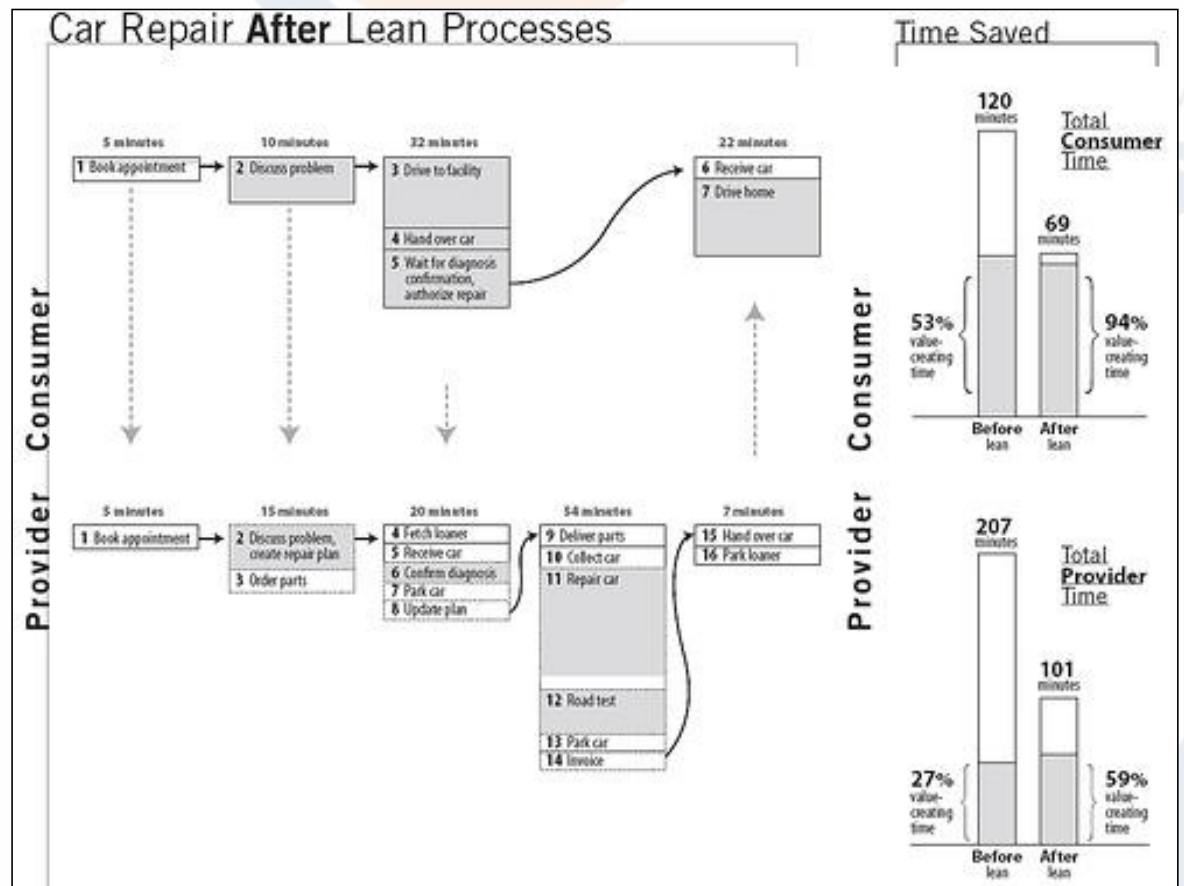 Car Repair After Lean Processes
Time Saved
5 minutes
1 Book appointment
10 minutes
2 Discuss problem
32 minutes
3 Drive to facility
4 Hand over car
5 Wait for diagnosis
confirmation,
authorize repair
22 minutes
6 Receive car
7 Drive home
Consumer
Provider
5 minutes
1 Book appointment
15 minutes
2 Discuss problem,
create repair plan
3 Order parts
20 minutes
4 Fetch loaner
5 Receive car
6 Confirm diagnosis
7 Park car
8 Update plan
54 minutes
9 Deliver parts
10 Collect car
11 Repair car
12 Road test
13 Park car
14 Invoice
7 minutes
15 Hand over car
16 Park loaner
Consumer
120
minutes
Total
Consumer
Time
69
minutes
53%
value-
creating
time
94%
value-
creating
time
Before
lean
After
lean
Provider
207
minutes
Total
Provider
Time
101
minutes
27%
value-
creating
time
59%
value-
creating
time
Before
lean
After
lean